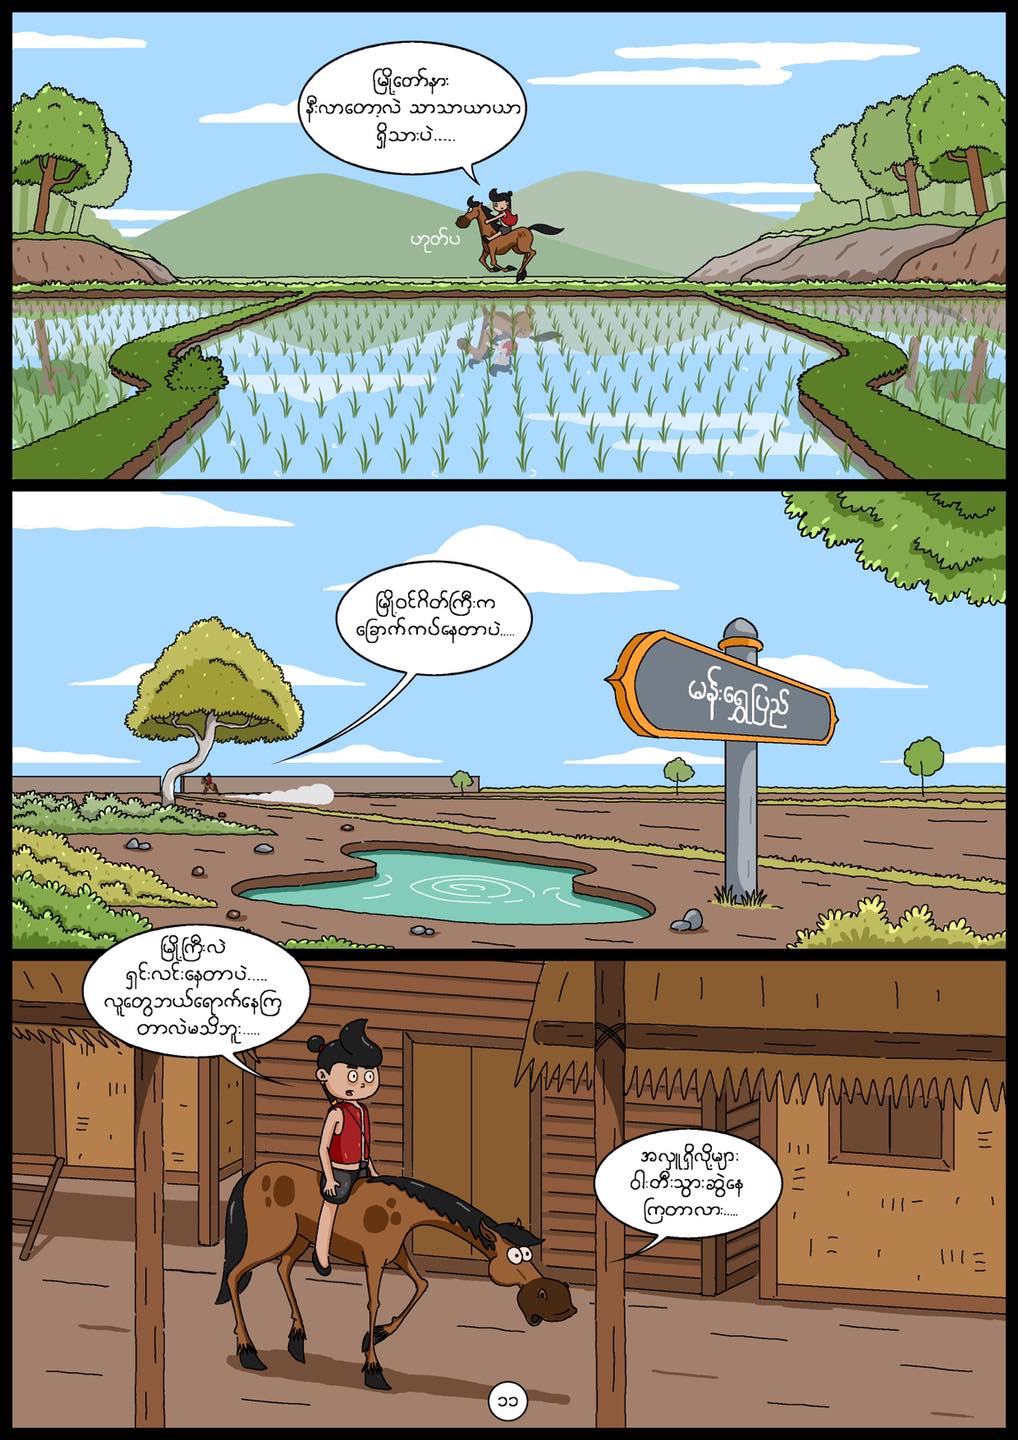 မြို့တော်နား
နီးလာတော့လဲ သာသာယာယာ
ရှိသားပဲ.....
ဟုတ်ပ
မြို့ဝင်ဂိတ်ကြီးက
ခြောက်ကပ်နေတာပဲ.....
မန်းရွှေပြည်
မြို့ကြီးလဲ
ရှင်းလင်းနေတာပဲ.....
လူတွေဘယ်ရောက်နေကြ
တာလဲမသိဘူး.....
အလှူရှိလို့များ
ဝါးတီးသွားဆွဲနေ
ကြတာလား.....
၁၁